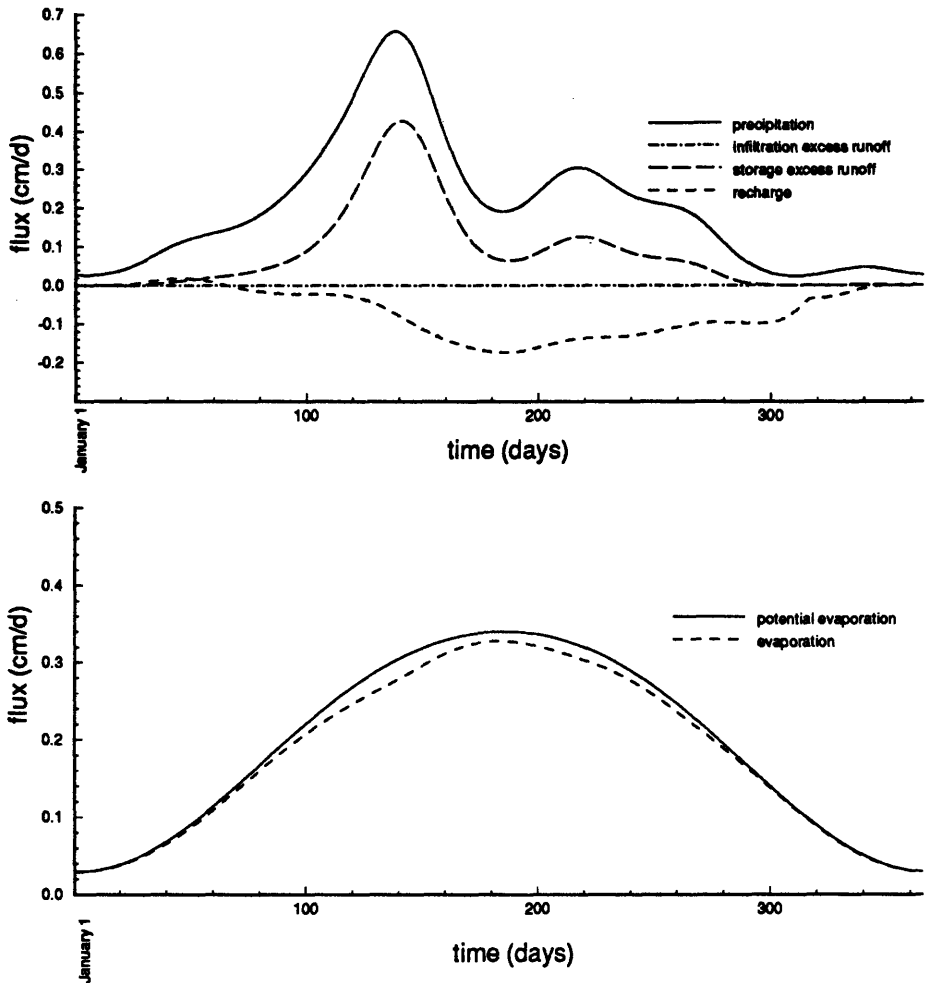 0.7
0.6
0.5
0.4
0.3
0.2
0.1
0.0
-0.1
-0.2
flux (cm/d)
precipitation
infiltration excess runoff
storage excess runoff
recharge
January 1
100
200
300
time (days)
0.5
0.4
0.3
0.2
0.1
0.0
flux (cm/d)
potential evaporation
evaporation
January 1
100
200
300
time (days)